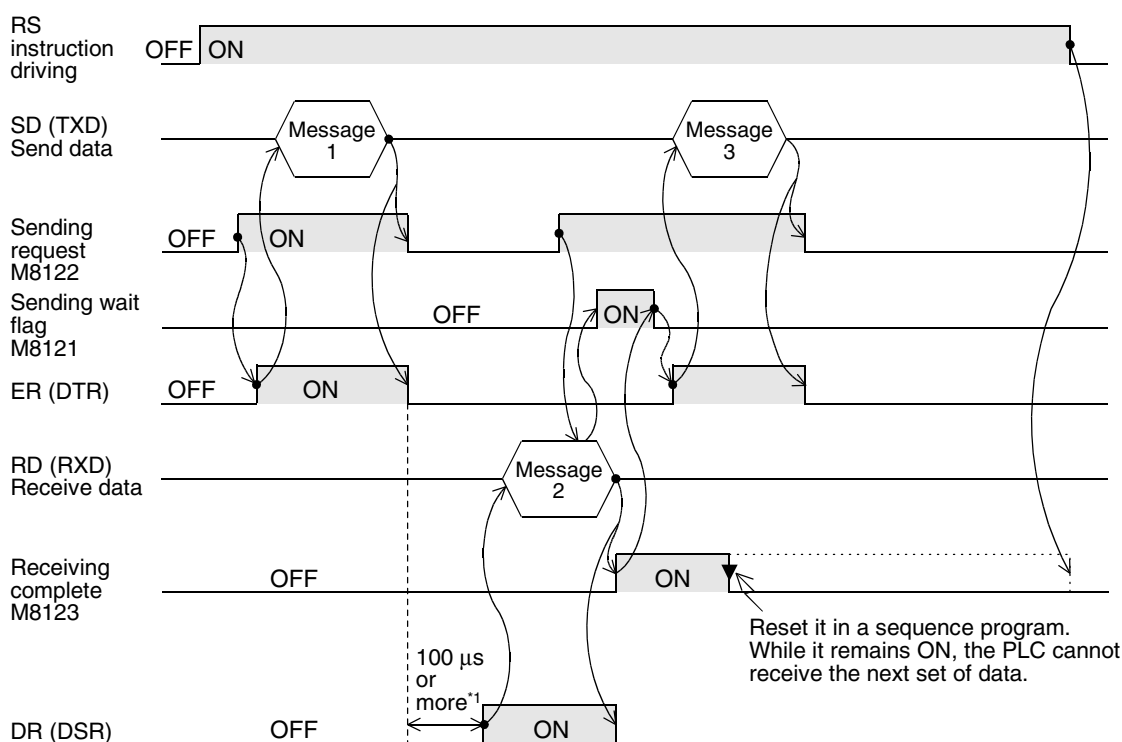 RS
instruction
driving
OFF ON
SD (TXD)
Send data
Message
1
Message
3
Sending
request
M8122
OFF ON
Sending wait
flag
M8121
OFF ON
ER (DTR)
OFF ON
RD (RXD)
Receive data
Message
2
Receiving
complete
M8123
OFF ON
Reset it in a sequence program.
While it remains ON, the PLC cannot
receive the next set of data.
100 μs
or
more*1
DR (DSR)
OFF ON